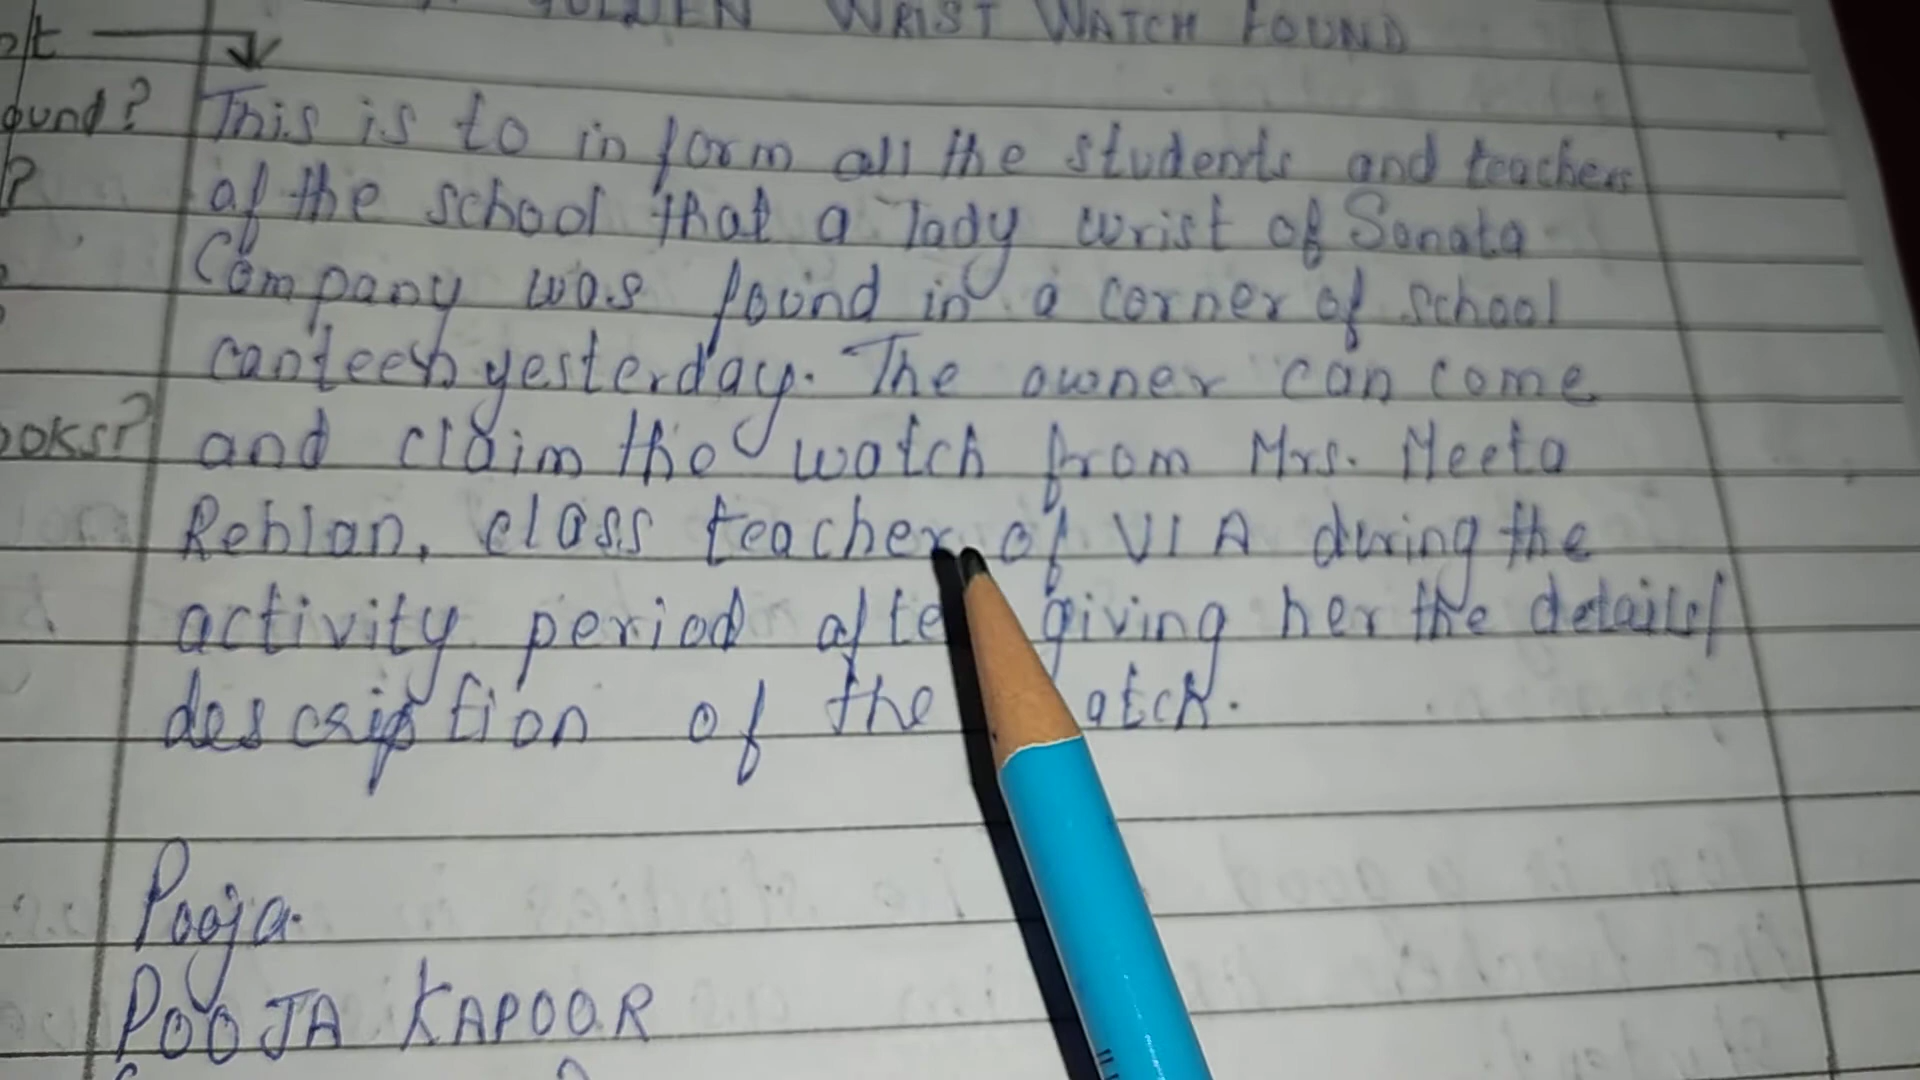 GOLDEN WRIST WATCH FOUND
This is to inform all the students and teachers
of the school that a lady wrist of Sonata
Company was found in a corner of school
canteen yesterday. The owner can come
and claim the watch from Mrs. Meeta
class teacher of VI A during the
activity period giving her the
description of the
Pooja
POOJA KAPOOR